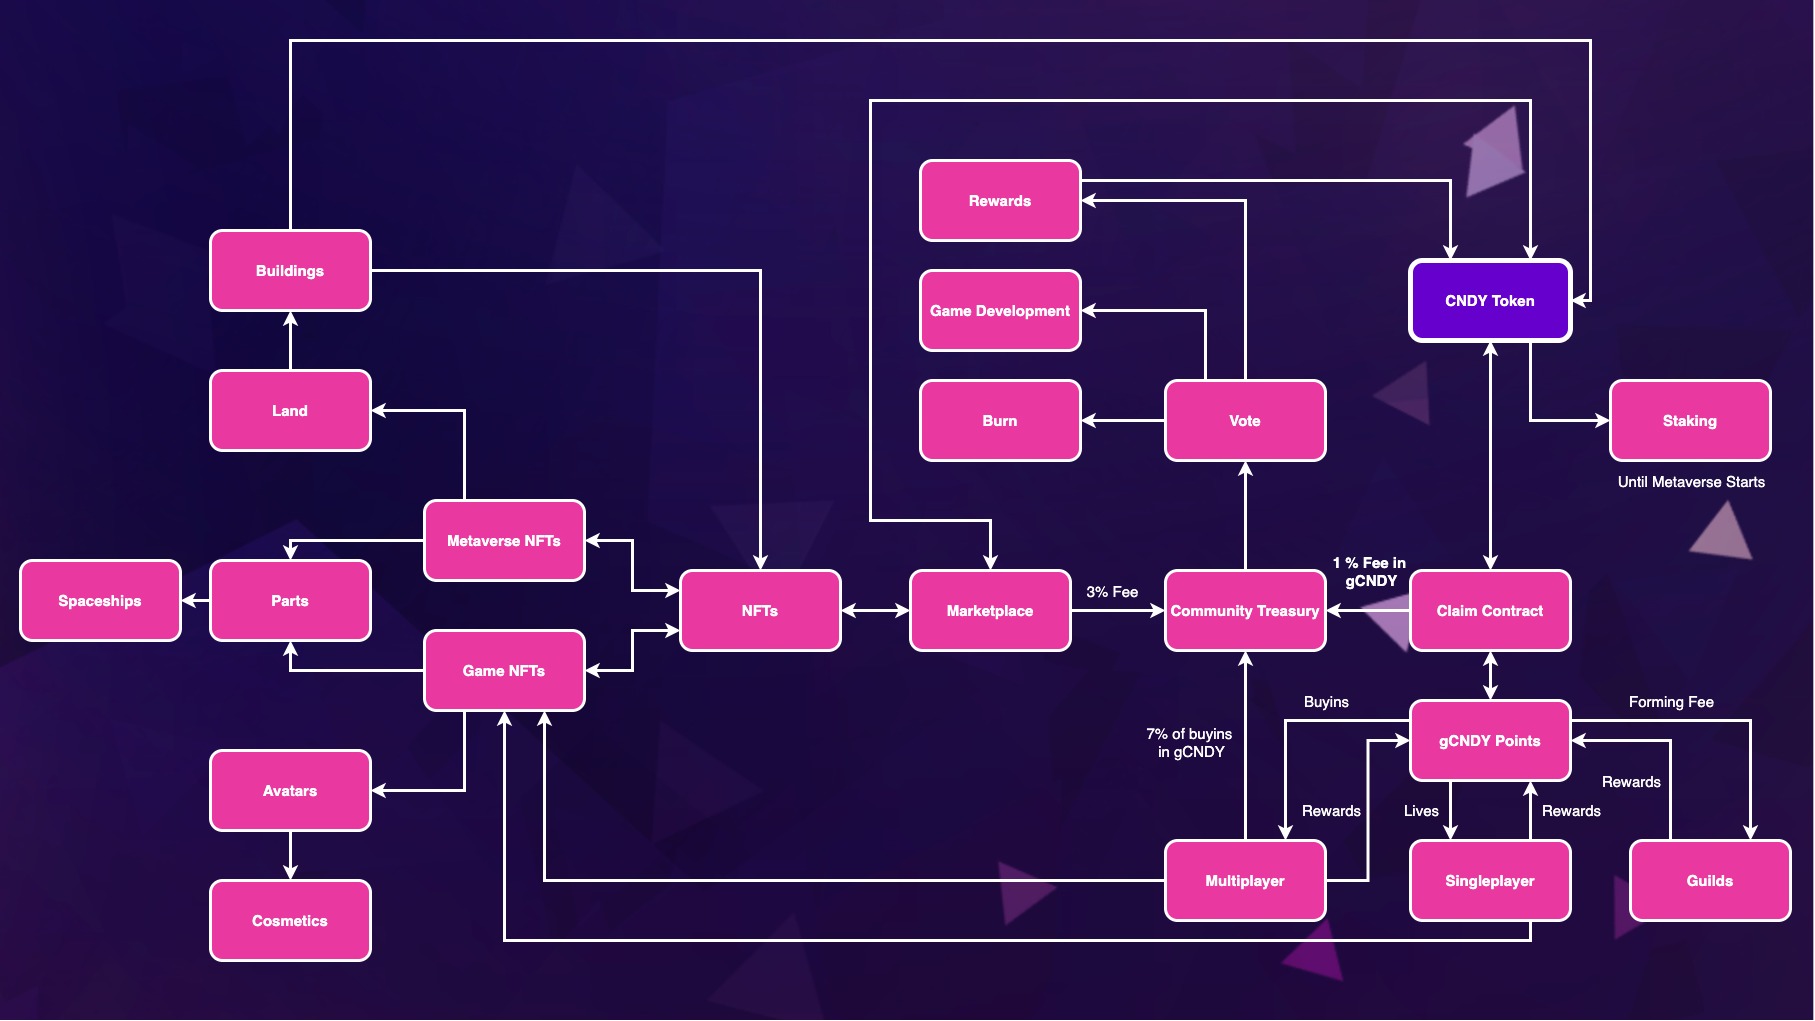 Rewards
Buildings
Game Development
CNDY Token
Land
Burn
Vote
Staking
Until Metaverse Starts
Metaverse NFTs
Spaceships
Parts
NFTs
Marketplace
3% Fee
Community Treasury
1 % Fee in
gCNDY
Claim Contract
Game NFTs
Buyins
Forming Fee
7% of buyins
in gCNDY
gCNDY Points
Rewards
Avatars
Rewards
Lives
Rewards
Multiplayer
Singleplayer
Guilds
Cosmetics